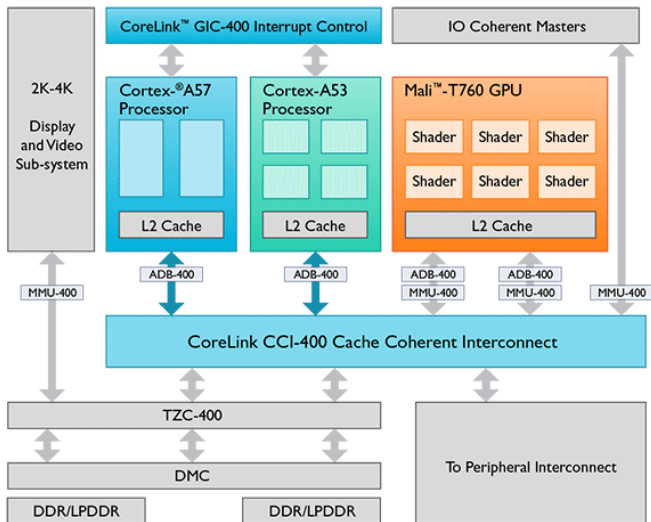 CoreLink™ GIC-400 Interrupt Control
IO Coherent Masters
2K-4K
Display
and Video
Sub-system
Cortex-®A57
Processor
L2 Cache
Cortex-A53
Processor
L2 Cache
Mali™-T760 GPU
Shader
Shader
Shader
Shader
Shader
Shader
L2 Cache
MMU-400
ADB-400
ADB-400
ADB-400
MMU-400
ADB-400
MMU-400
MMU-400
CoreLink CCI-400 Cache Coherent Interconnect
TZC-400
DMC
DDR/LPDDR
DDR/LPDDR
To Peripheral Interconnect